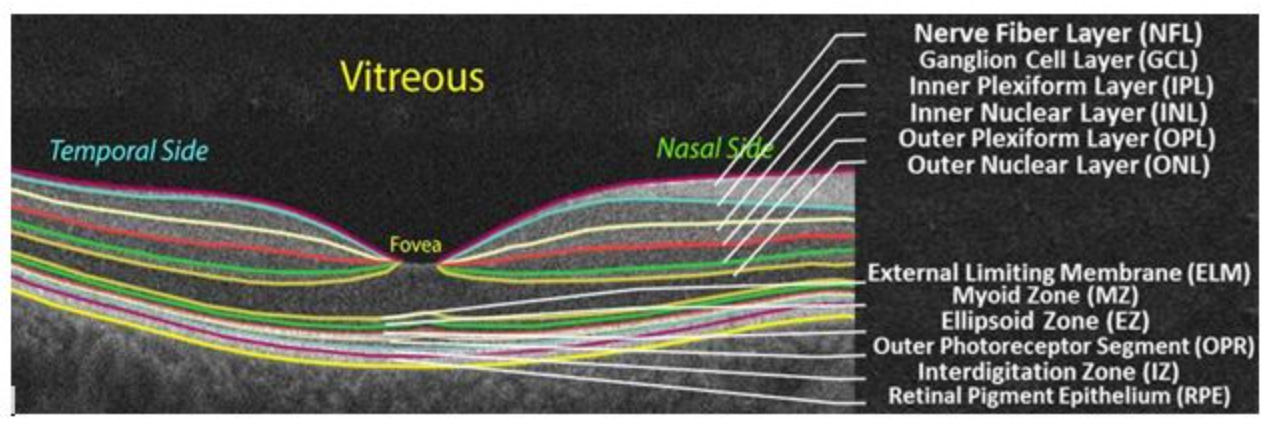 Vitreous
Temporal Side
Nasal Side
Fovea
Nerve Fiber Layer (NFL)
Ganglion Cell Layer (GCL)
Inner Plexiform Layer (IPL)
Inner Nuclear Layer (INL)
Outer Plexiform Layer (OPL)
Outer Nuclear Layer (ONL)
External Limiting Membrane (ELM)
Myoid Zone (MZ)
Ellipsoid Zone (EZ)
Outer Photoreceptor Segment (OPR)
Interdigitation Zone (IZ)
Retinal Pigment Epithelium (RPE)